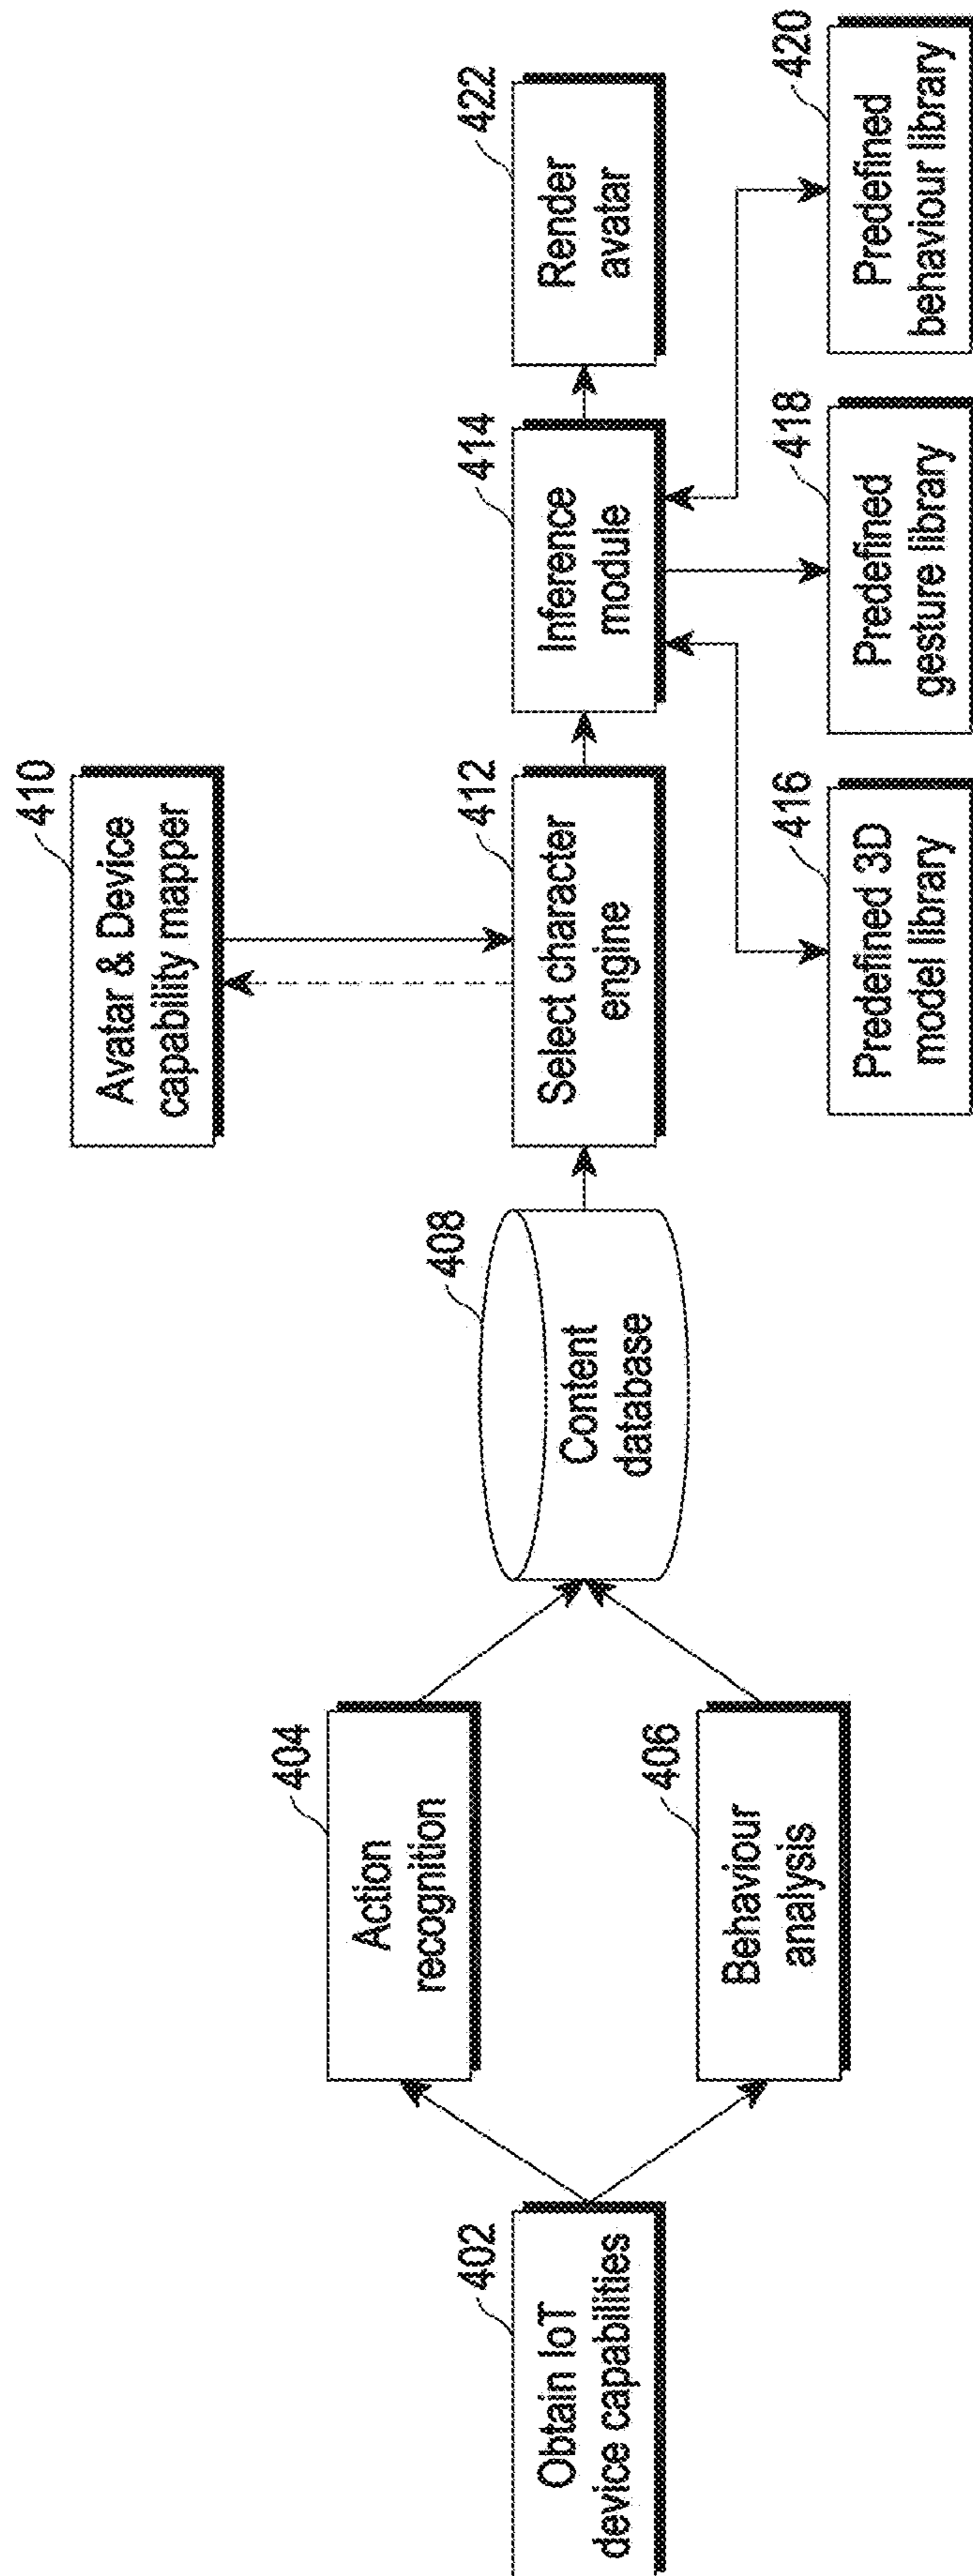 402
Obtain IoT
device capabilities
404
Action
recognition
406
Behaviour
analysis
408
Content
database
410
Avatar & Device
capability mapper
412
Select character
engine
414
Inference
module
416
Predefined 3D
model library
418
Predefined
gesture library
420
Predefined
behaviour library
422
Render
avatar